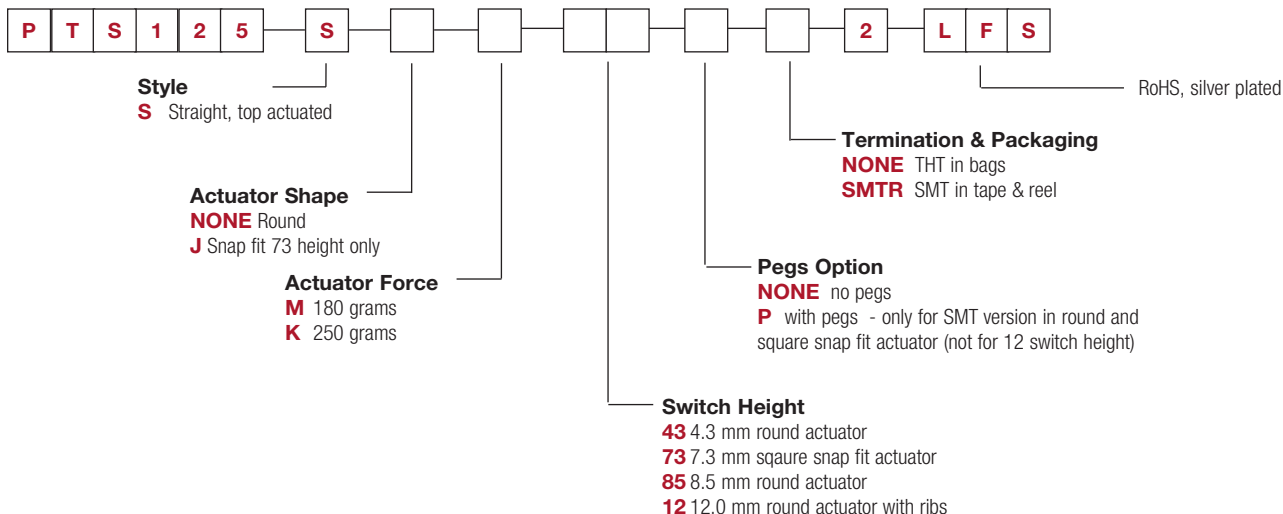 P T S 1 2 5 S 2 L F S
RoHS, silver plated
Style
S Straight, top actuated
Termination & Packaging
NONE THT in bags
SMTR SMT in tape & reel
Actuator Shape
NONE Round
J Snap fit 73 height only
Actuator Force
M 180 grams
K 250 grams
Pegs Option
NONE no pegs
P with pegs - only for SMT version in round and
square snap fit actuator (not for 12 switch height)
Switch Height
43 4.3 mm round actuator
73 7.3 mm sqaure snap fit actuator
85 8.5 mm round actuator
12 12.0 mm round actuator with ribs